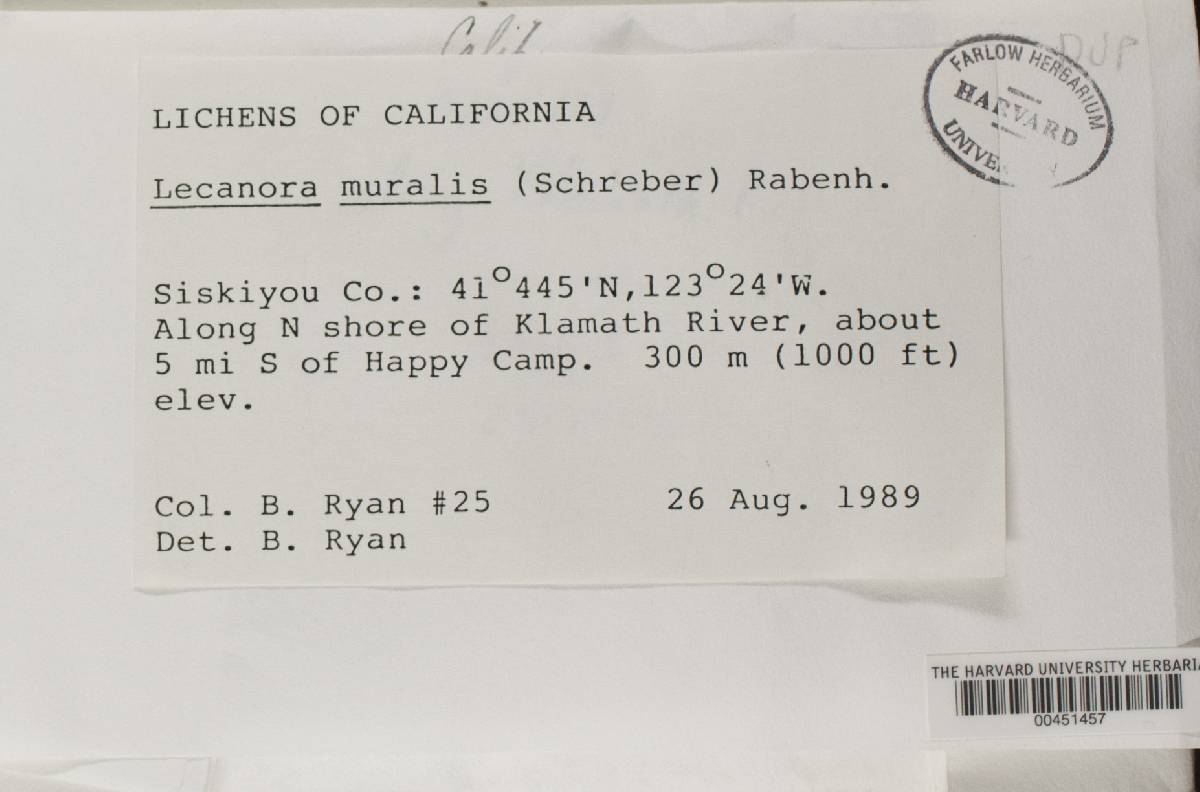 Calif.
DUP
FARLOW HERBARIUM
HARVARD
LICHENS OF CALIFORNIA
Lecanora muralis (Schreber) Rabenh.
Siskiyou Co.: 41°445'N,123°24'W.
Along N shore of Klamath River, about
5 mi S of Happy Camp. 300 m (1000 ft)
elev.
Col. B. Ryan #25 26 Aug. 1989
Det. B. Ryan
THE HARVARD UNIVERSITY HERBARIA
00451457